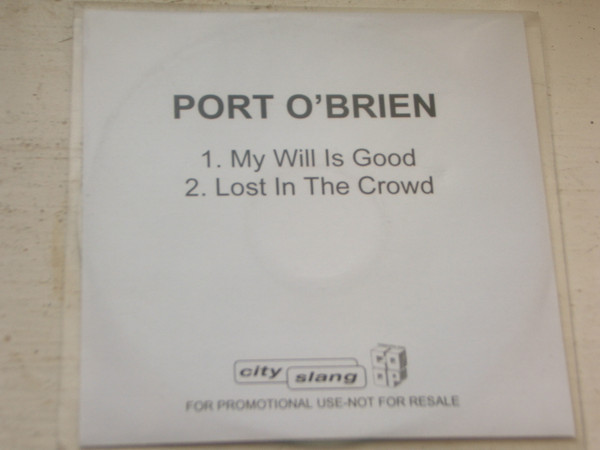 PORT O'BRIEN
1. My Will Is Good
2. Lost In The Crowd
city slang
FOR PROMOTIONAL USE-NOT FOR RESALE